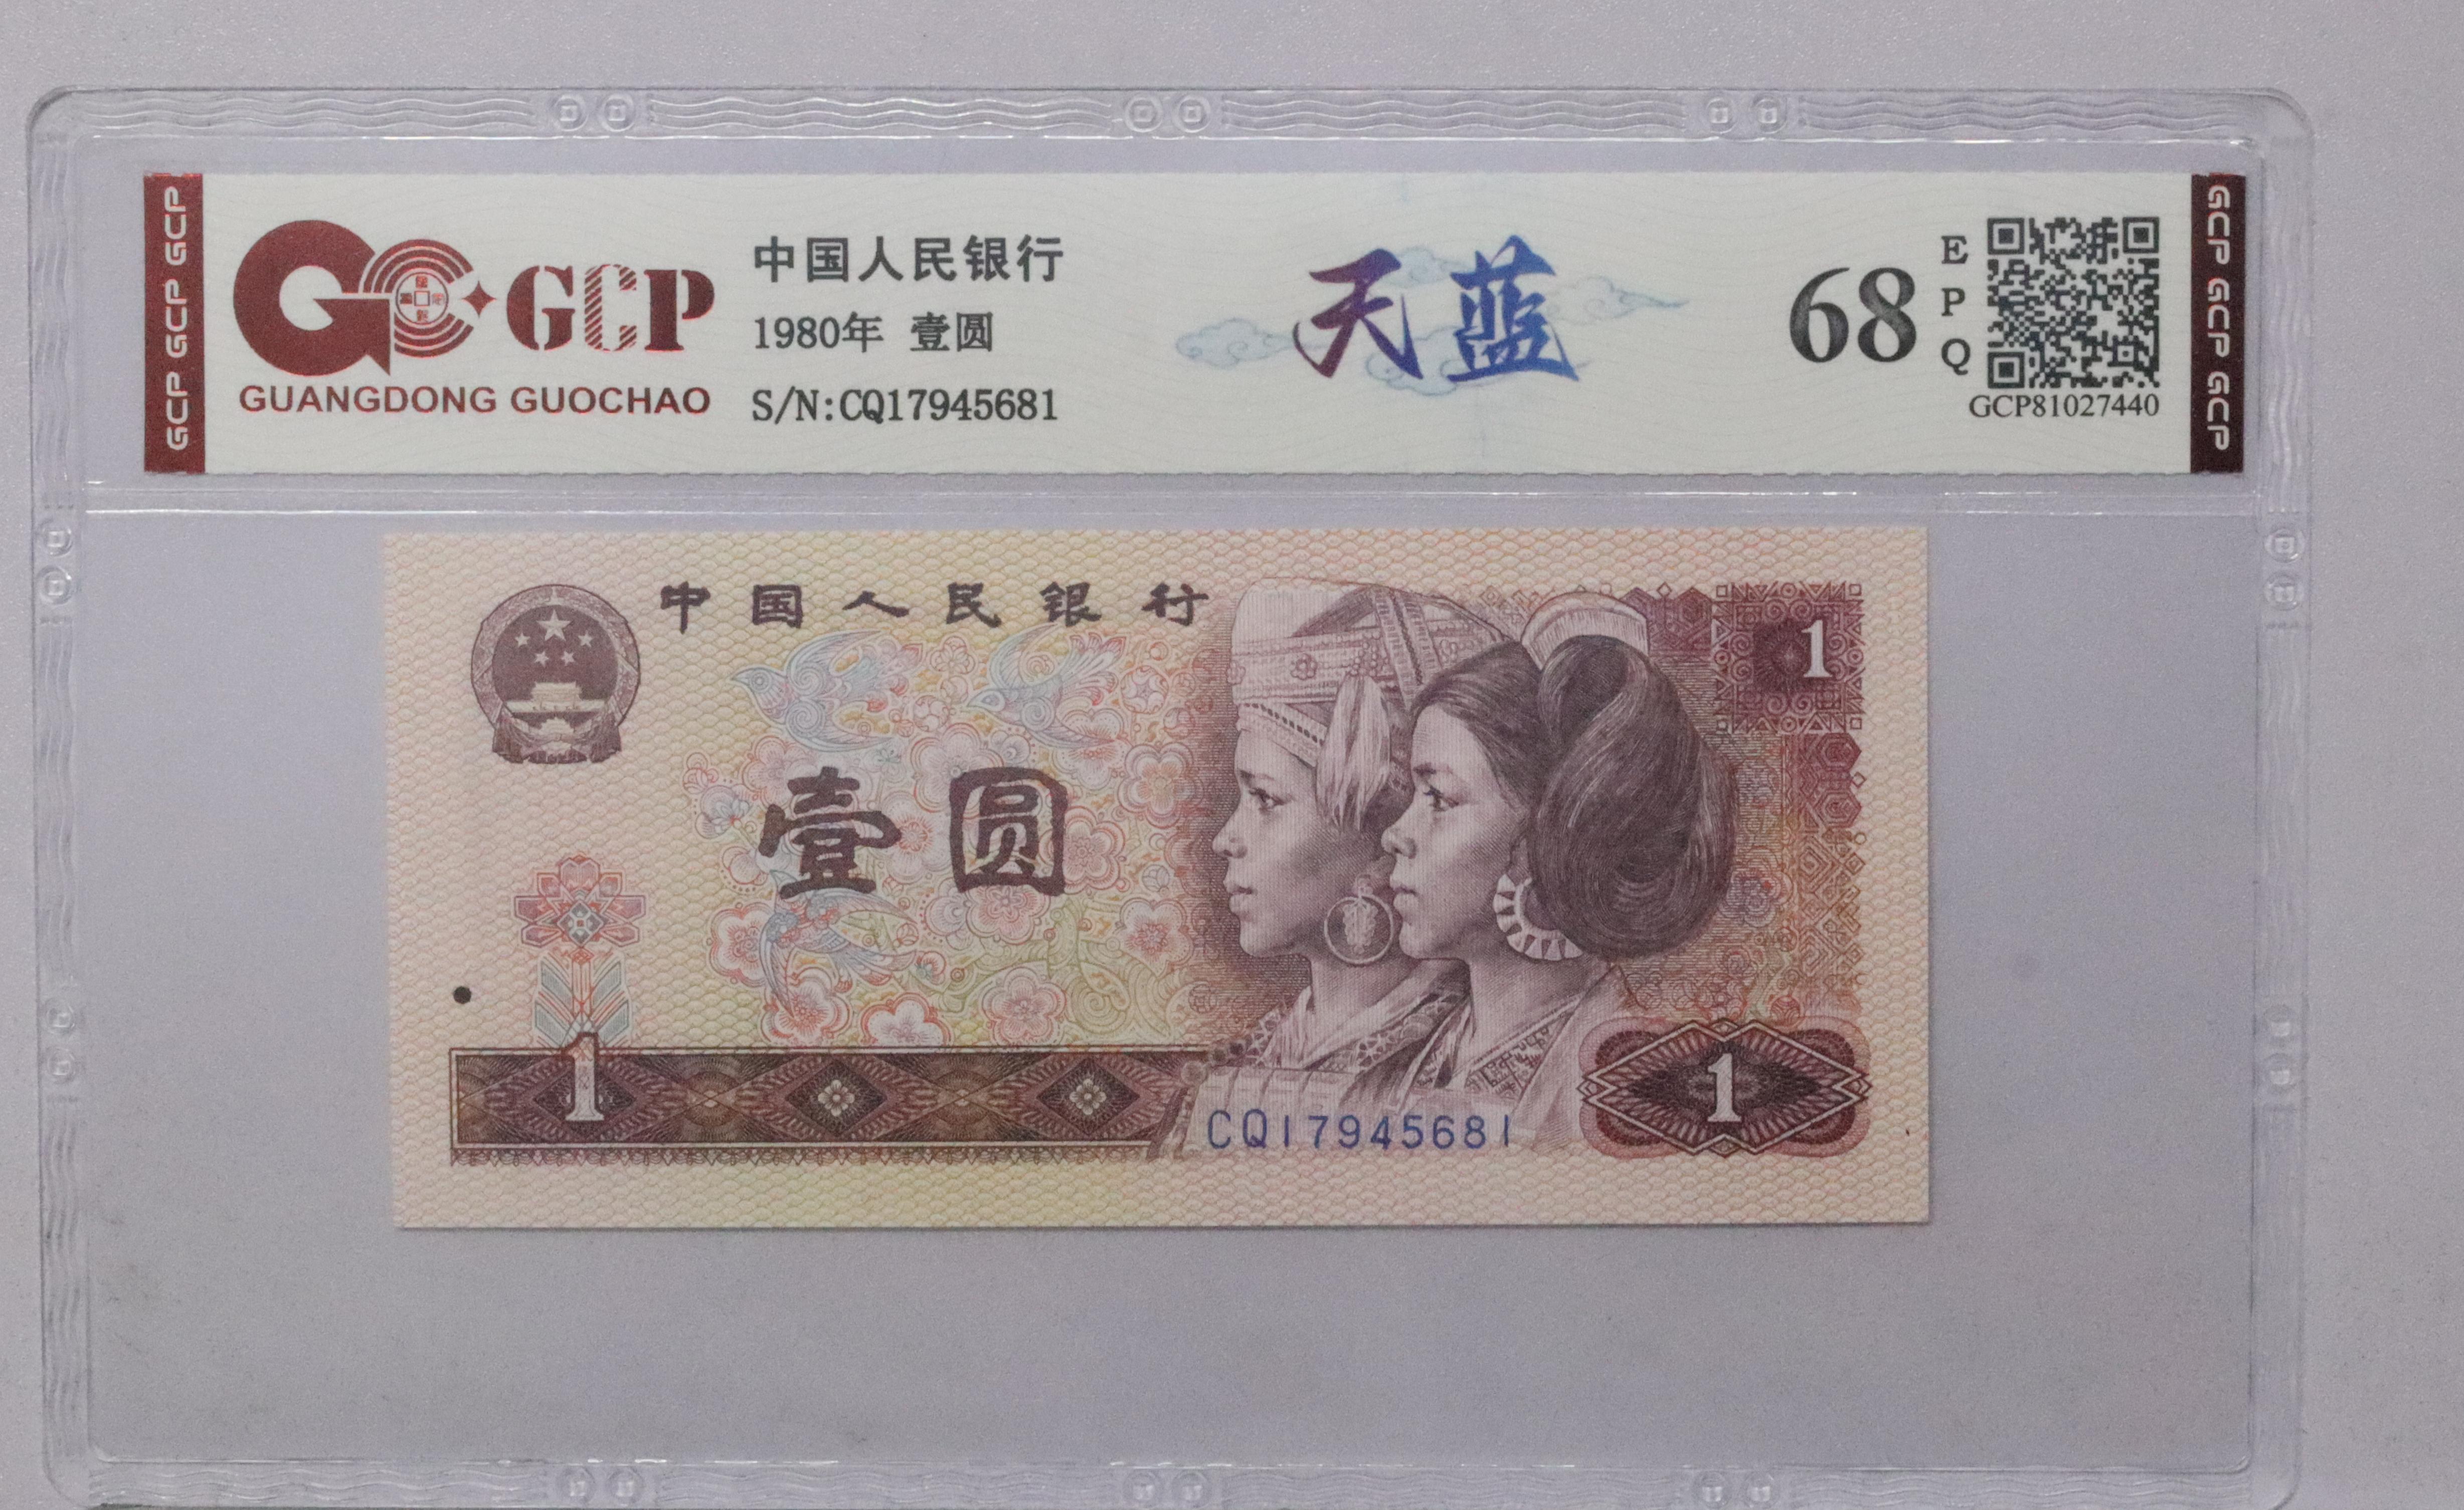 GCP GCP GCP
GCP
GUANGDONG GUOCHAO
中国人民银行
1980年 壹圆
S/N:CQ17945681
天蓝
68
E
P
Q
GCP81027440
GCP GCP GCP
中国人民银行
1
壹圆
1
CQ17945681
1